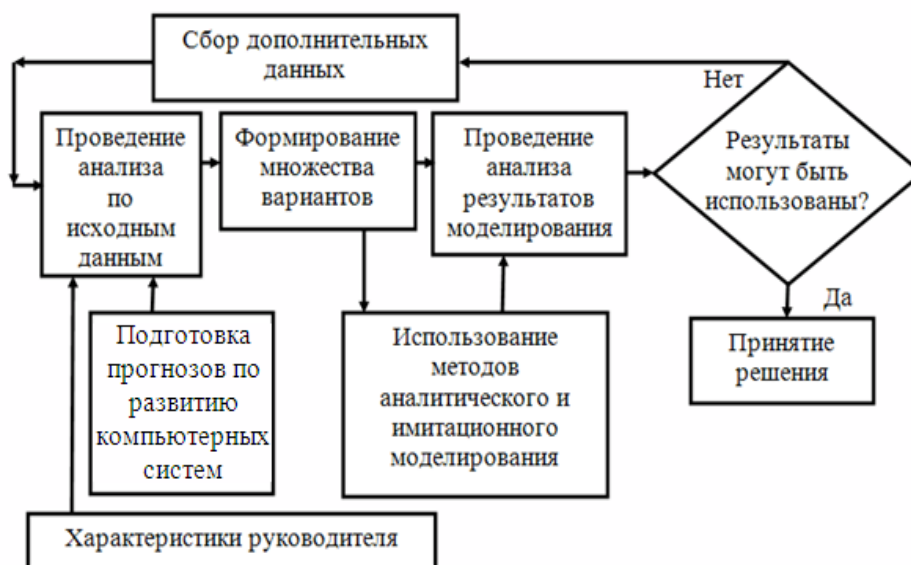 Сбор дополнительных
данных
Нет
Проведение
анализа
по
исходным
данным
Формирование
множества
вариантов
Проведение
анализа
результатов
моделирования
Результаты
могут быть
использованы?
Да
Подготовка
прогнозов по
развитию
компьютерных
систем
Использование
методов
аналитического и
имитационного
моделирования
Принятие
решения
Характеристики руководителя